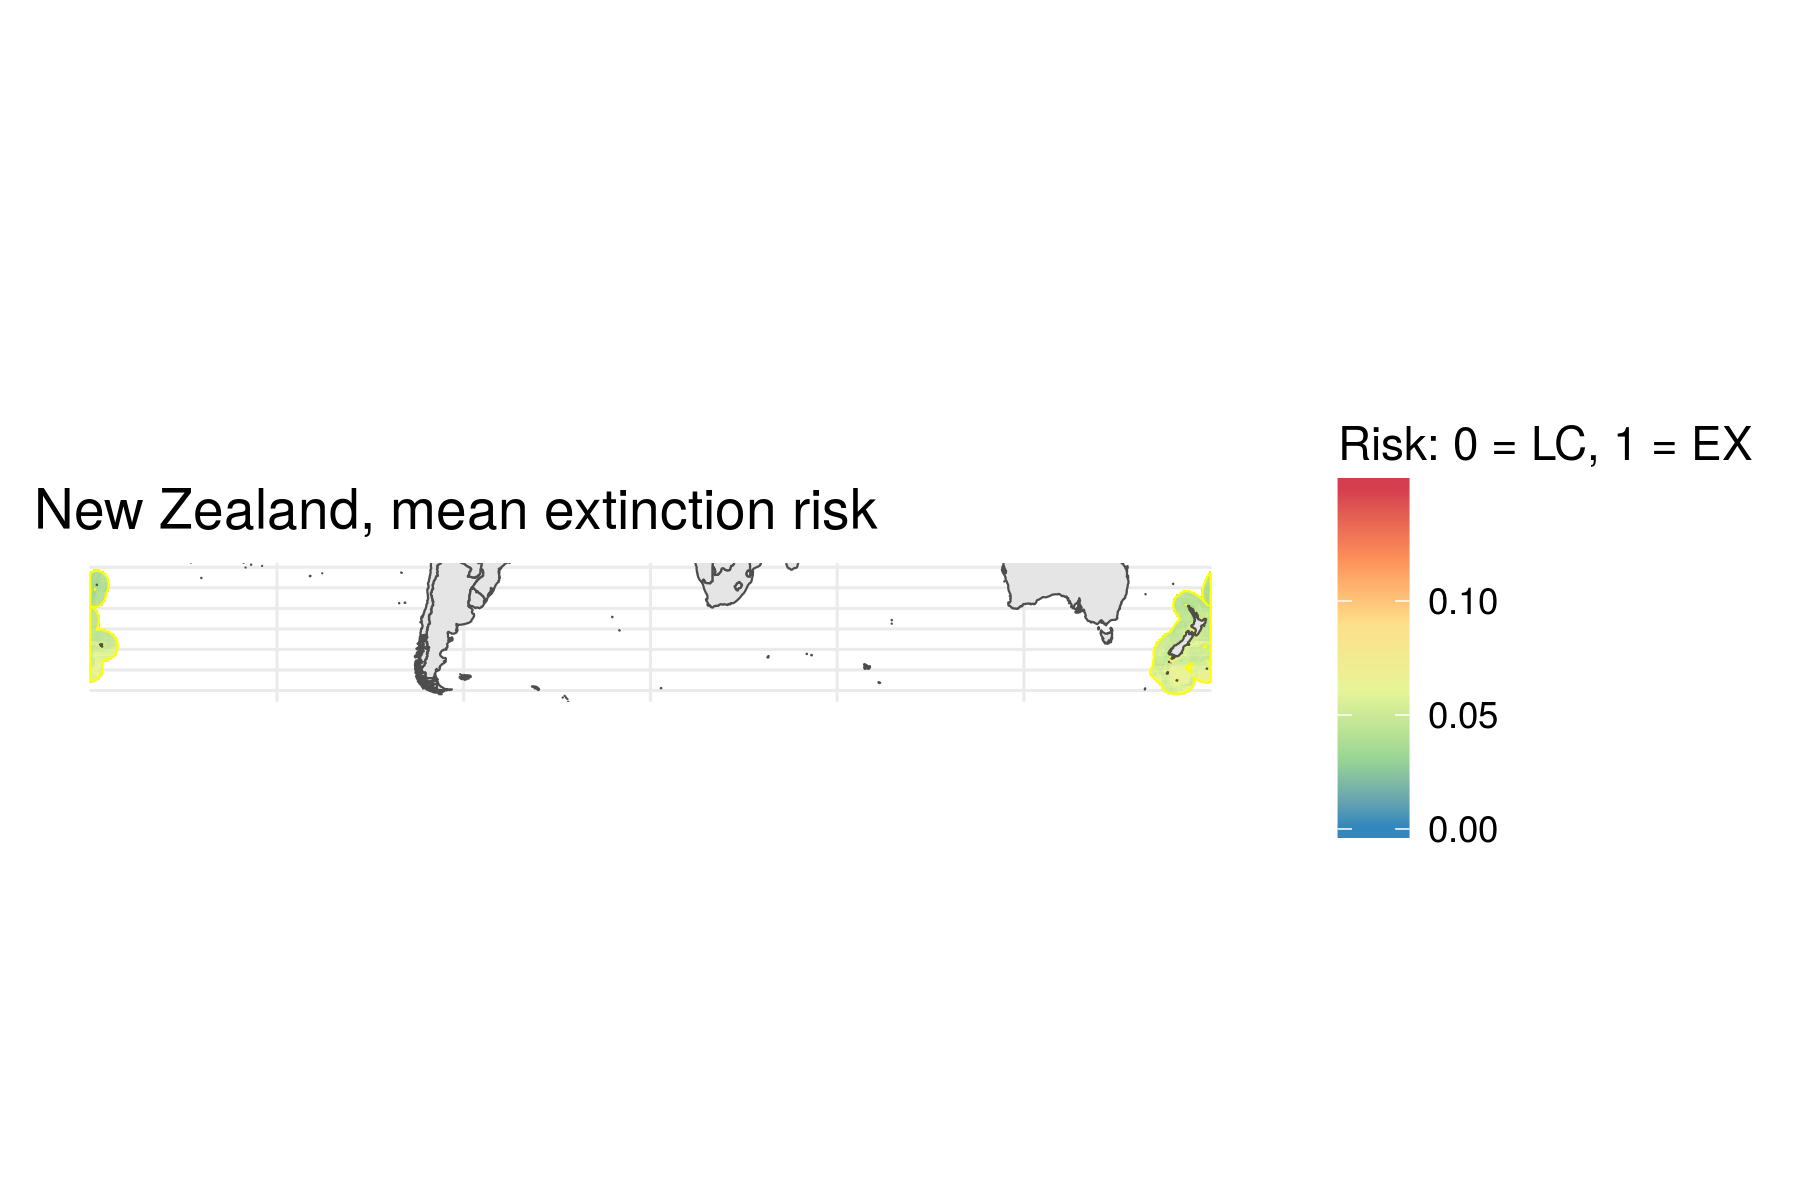 New Zealand, mean extinction risk
Risk: 0 = LC, 1 = EX
0.10
0.05
0.00